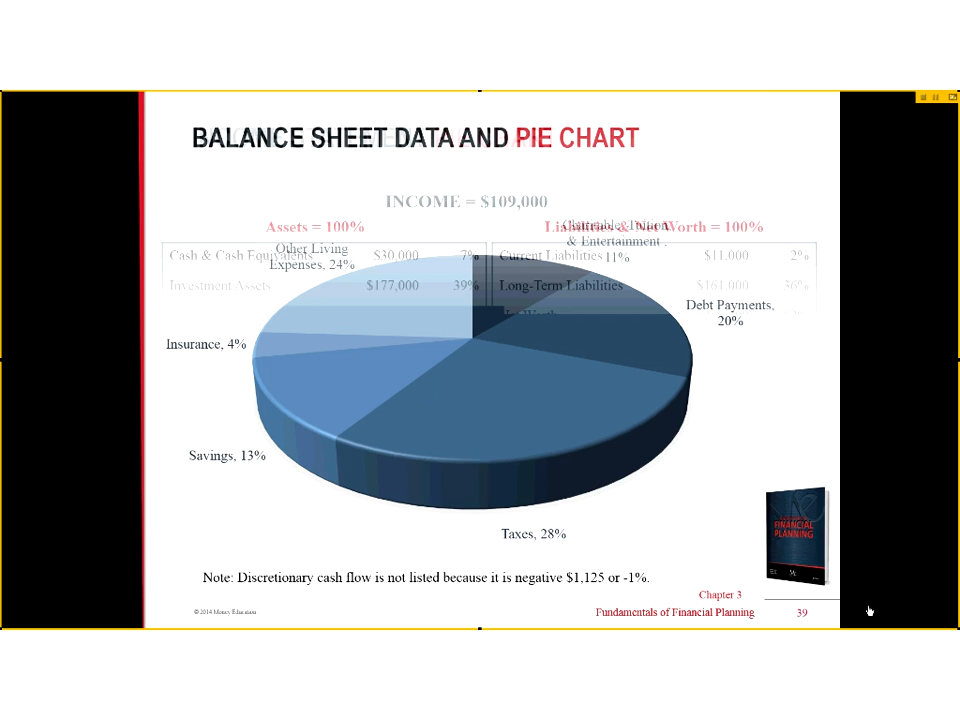 BALANCE SHEET DATA AND PIE CHART
INCOME = $109,000
Assets = 100%
Liabilities & Net Worth = 100%
Cash & Cash Equivalents $30,000 7%
Current Liabilities $11,000 2%
Investment Assets $177,000 39%
Long-Term Liabilities $161,000 36%
Net Worth
Other Living
Expenses, 24%
& Entertainment ,
11%
Debt Payments,
20%
Insurance, 4%
Savings, 13%
Taxes, 28%
FINANCIAL
PLANNING
Note: Discretionary cash flow is not listed because it is negative $1,125 or -1%.
Chapter 3
© 2014 Money Education
Fundamentals of Financial Planning 39